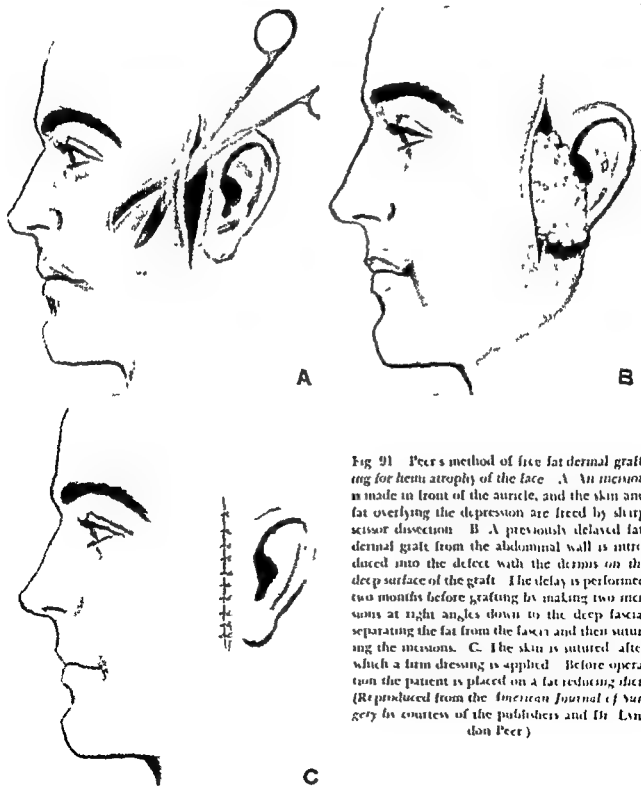 A
B
C
Fig 91 Peer s method of free fat dermal graft
ing for hemi atrophy of the face A An incision
is made in front of the auricle, and the skin and
fat overlying the depression are freed by sharp
scissor dissection B A previously delayed fat
dermal graft from the abdominal wall is intro
duced into the defect with the dermis on the
deep surface of the graft The delay is performed
two months before grafting by making two inci
sions at right angles down to the deep fascia
separating the fat from the fascia and then sutur
ing the incisions. C. The skin is sutured after
which a firm dressing is applied Before opera
tion the patient is placed on a fat reducing diet
(Reproduced from the American Journal of Sur
gery by courtesy of the publishers and Dr Lyn
don Peer)